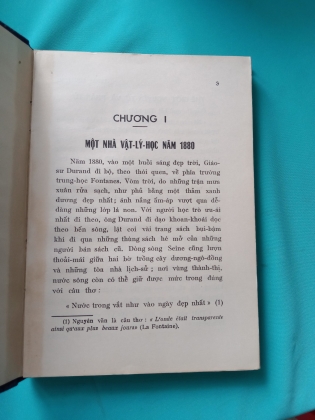 5
CHƯƠNG I
MỘT NHÀ VẬT-LÝ-HỌC NĂM 1880
Năm 1880, vào một buổi sáng đẹp trời, Giáo-
sư Durand đi bộ, theo thói quen, về phía trường
trung-học Fontanes. Vòm trời, do những trận mưa
xuân rửa sạch, như phủ bằng một thảm xanh
dương đẹp nhất; ánh nắng ấm-áp vượt qua dễ-
dàng những lớp lá non. Với người học trò ưu-ái
nhất đi theo, ông Durand đi dạo khoan-khoái dọc
theo bến sông, lật coi vài trang sách bui-bặm
khi đi qua những thùng sách hé mở của những
người bán sách cũ. Dòng sông Seine cũng lượn
thoải-mái giữa hai bờ trồng cây dương-ngô-đồng
và những tòa nhà lịch-sử; nơi vùng thành-thị,
nước sông còn có thể giữ được mức trong đúng
với câu thơ:
« Nước trong vắt như vào ngày đẹp nhất » (1)
(1) Nguyên văn là câu thơ: « L'onde était transparente
ainsi qu'aux plus beaux jours » (La Fontaine).